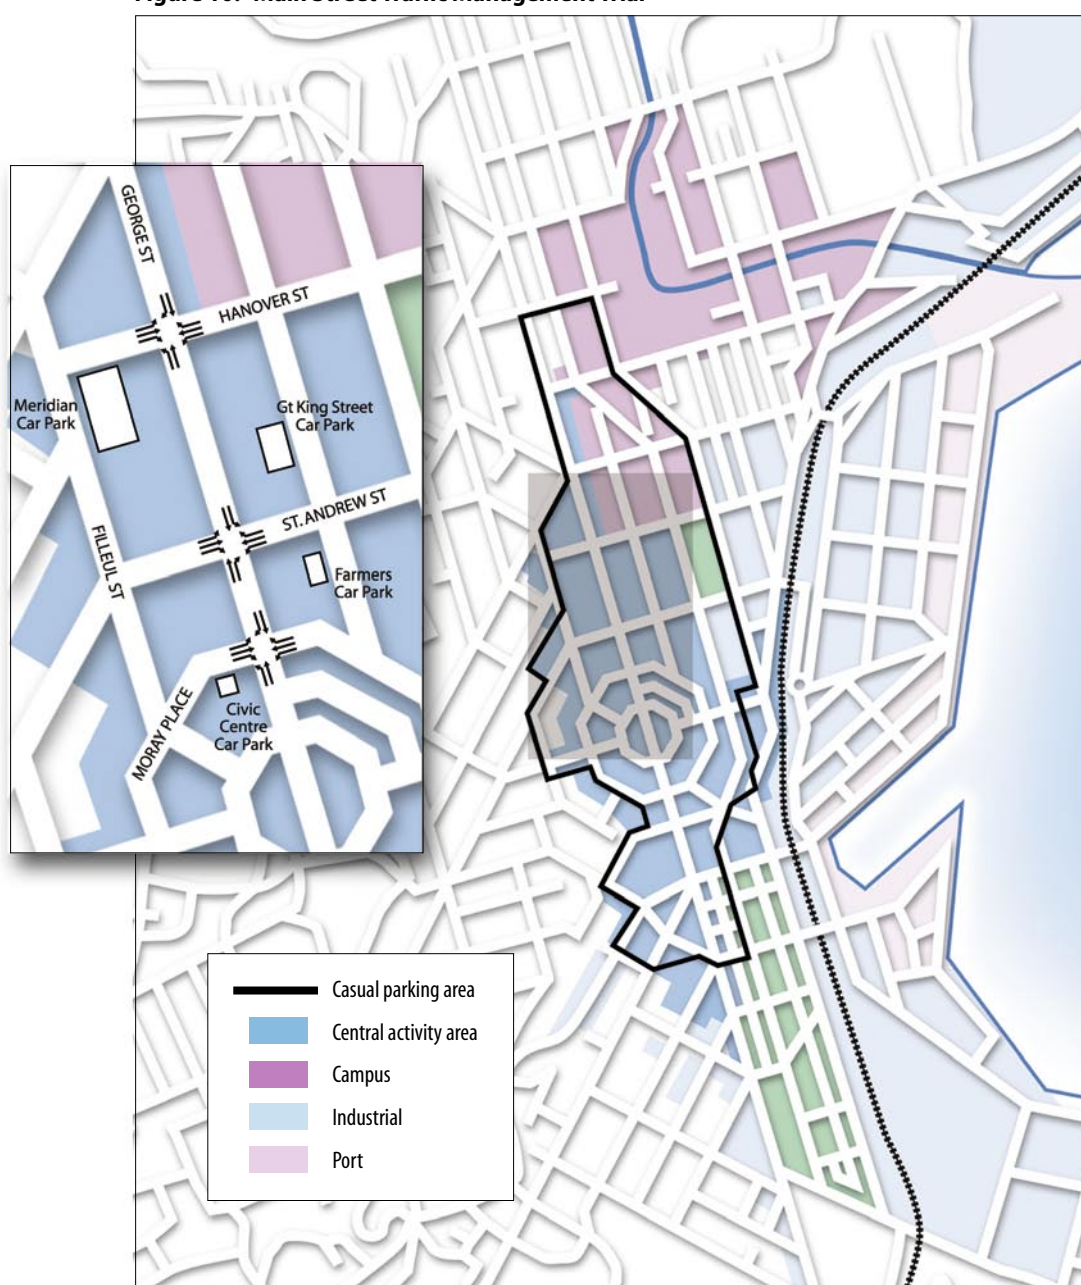 GEORGE ST
HANOVER ST
Meridian
Car Park
Gt King Street
Car Park
ST. ANDREW ST
FILLEUL ST
Farmers
Car Park
MORAY PLACE
Civic
Centre
Car Park
Casual parking area
Central activity area
Campus
Industrial
Port